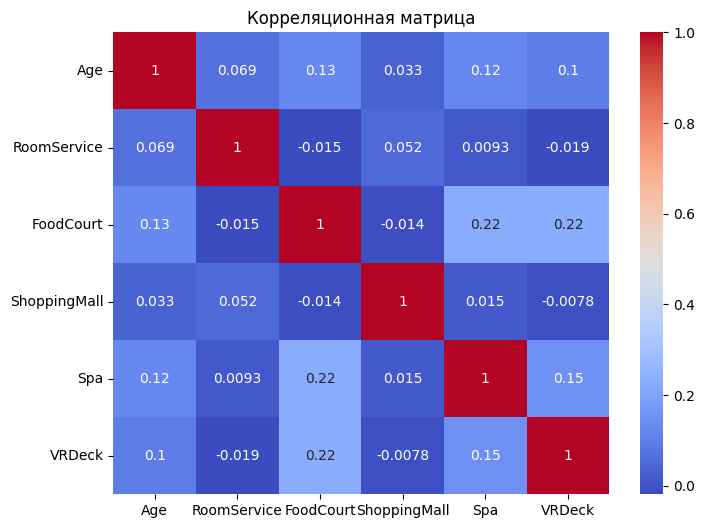 Корреляционная матрица
Age 1 0.069 0.13 0.033 0.12 0.1 1.0
RoomService 0.069 1 -0.015 0.052 0.0093 -0.019 0.8
FoodCourt 0.13 -0.015 1 -0.014 0.22 0.22 0.6
ShoppingMall 0.033 0.052 -0.014 1 0.015 -0.0078 0.4
Spa 0.12 0.0093 0.22 0.015 1 0.15 0.2
VRDeck 0.1 -0.019 0.22 -0.0078 0.15 1 0.0
Age RoomService FoodCourt ShoppingMall Spa VRDeck